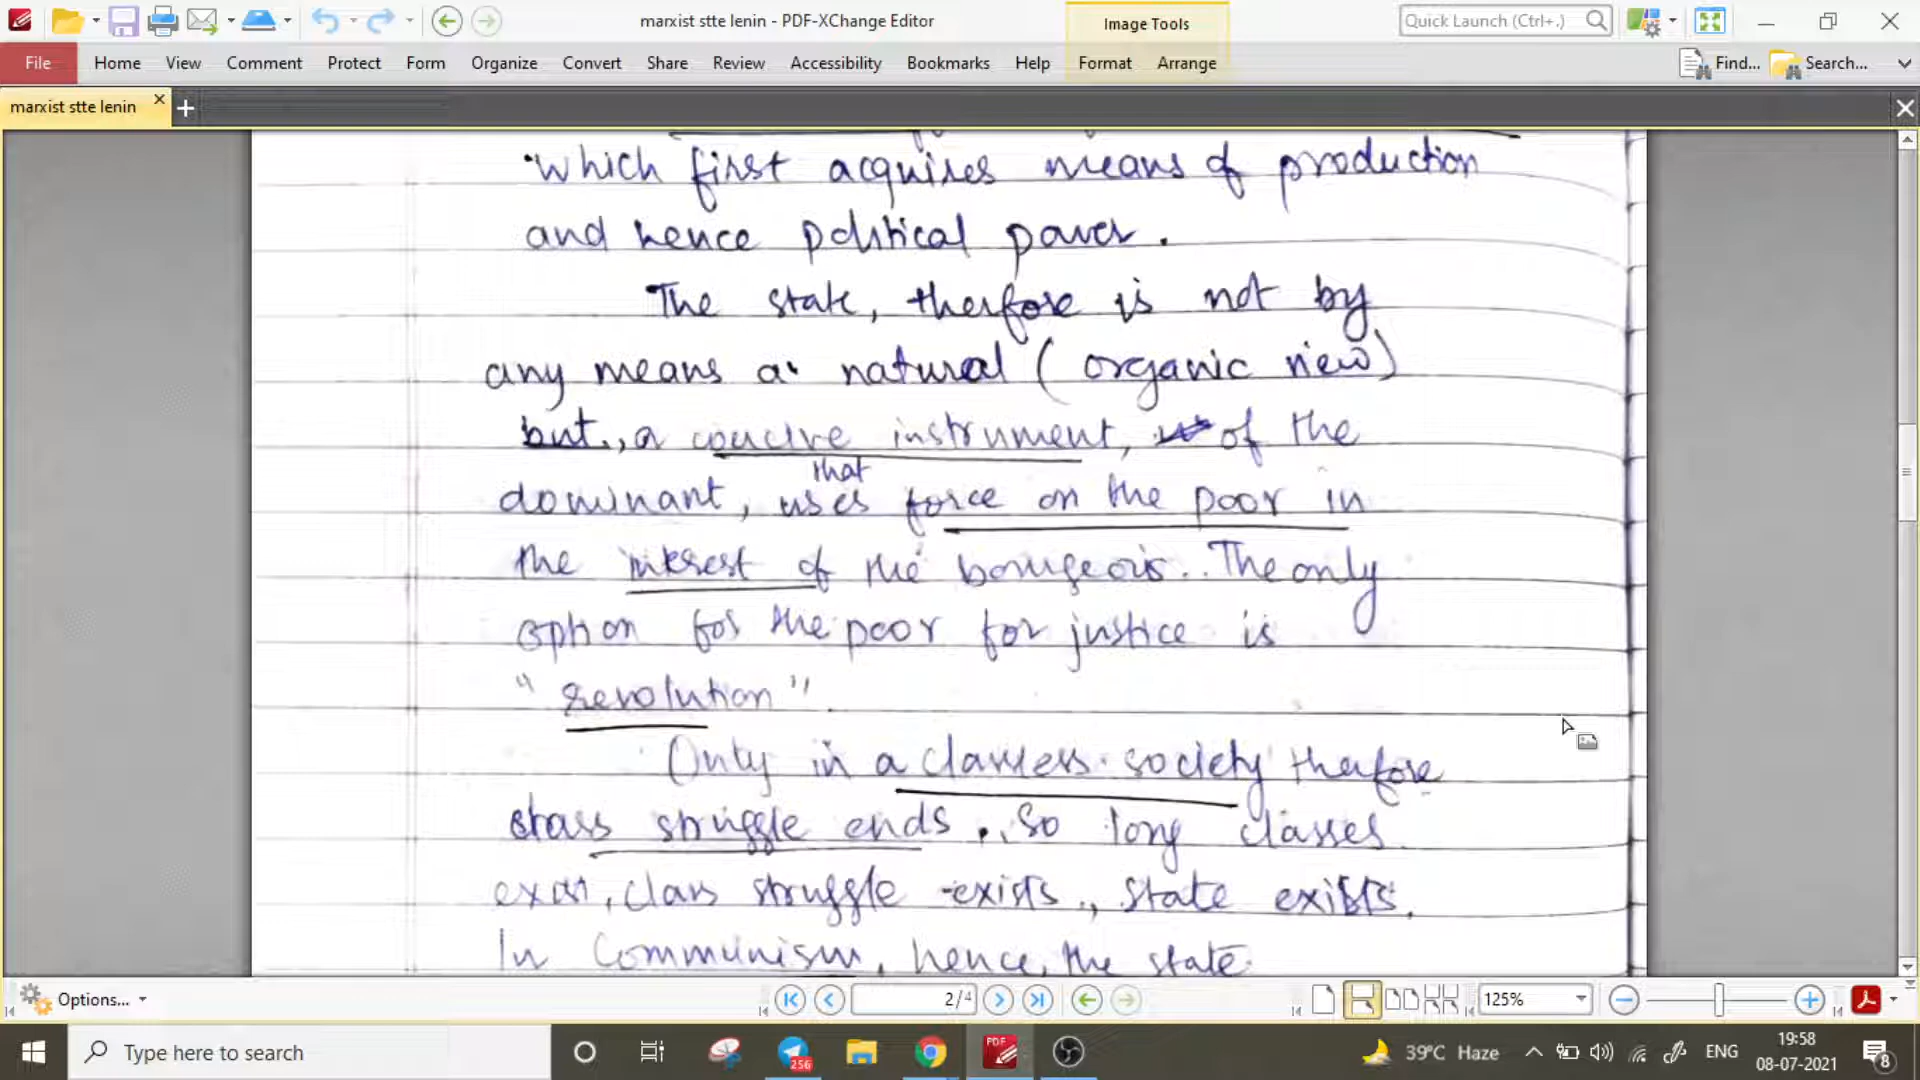 marxist stte lenin - PDF-XChange Editor
Image Tools
Quick Launch (Ctrl+.)
File Home View Comment Protect Form Organize Convert Share Review Accessibility Bookmarks Help Format Arrange Find... Search...
marxist stte lenin
which first acquires means of production
and hence political power.
The state, therfore is not by
any means a natural (organic view)
but, a coercive instrument, of the
that
dominant, uses force on the poor in
the interest of the bourgeois. The only
option for the poor for justice is
"revolution".
Only in a classless society therfore
class struggle ends. So long classes
exist, class struggle exists, state exists.
In Communism, hence, the state
Options... 2/4 125%
Type here to search
256
PDF
39°C Haze ENG
19:58
08-07-2021
8